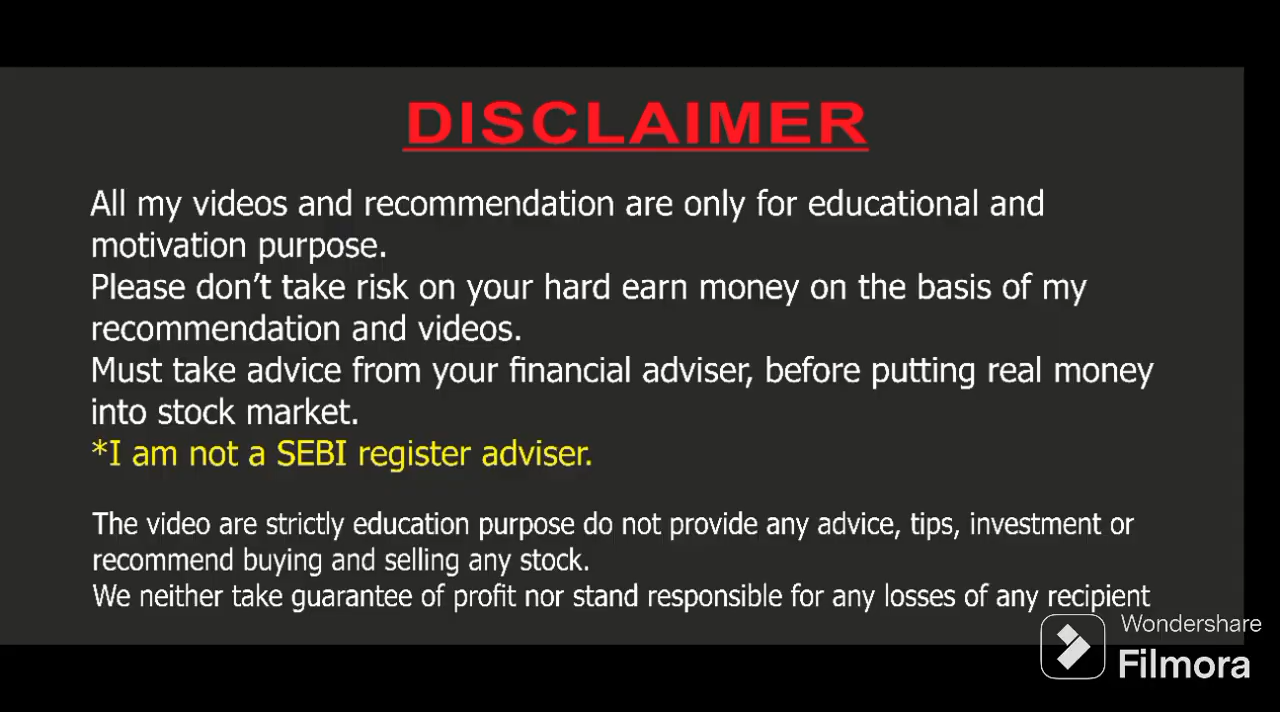 DISCLAIMER
All my videos and recommendation are only for educational and
motivation purpose.
Please don't take risk on your hard earn money on the basis of my
recommendation and videos.
Must take advice from your financial adviser, before putting real money
into stock market.
*I am not a SEBI register adviser.
The video are strictly education purpose do not provide any advice, tips, investment or
recommend buying and selling any stock.
We neither take guarantee of profit nor stand responsible for any losses of any recipient
Wondershare
Filmora